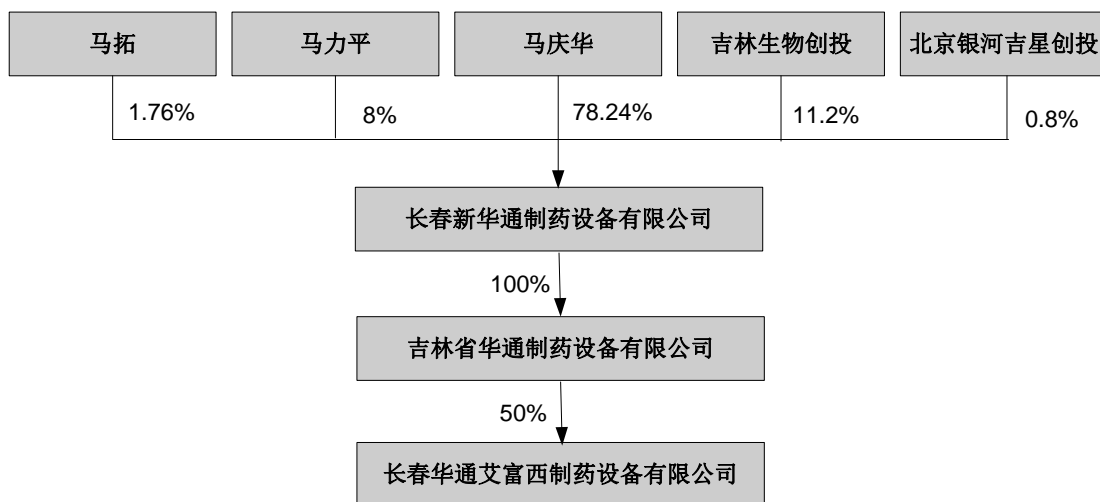 马拓
马力平
马庆华
吉林生物创投
北京银河吉星创投
1.76%
8%
78.24%
11.2%
0.8%
长春新华通制药设备有限公司
100%
吉林省华通制药设备有限公司
50%
长春华通艾富西制药设备有限公司